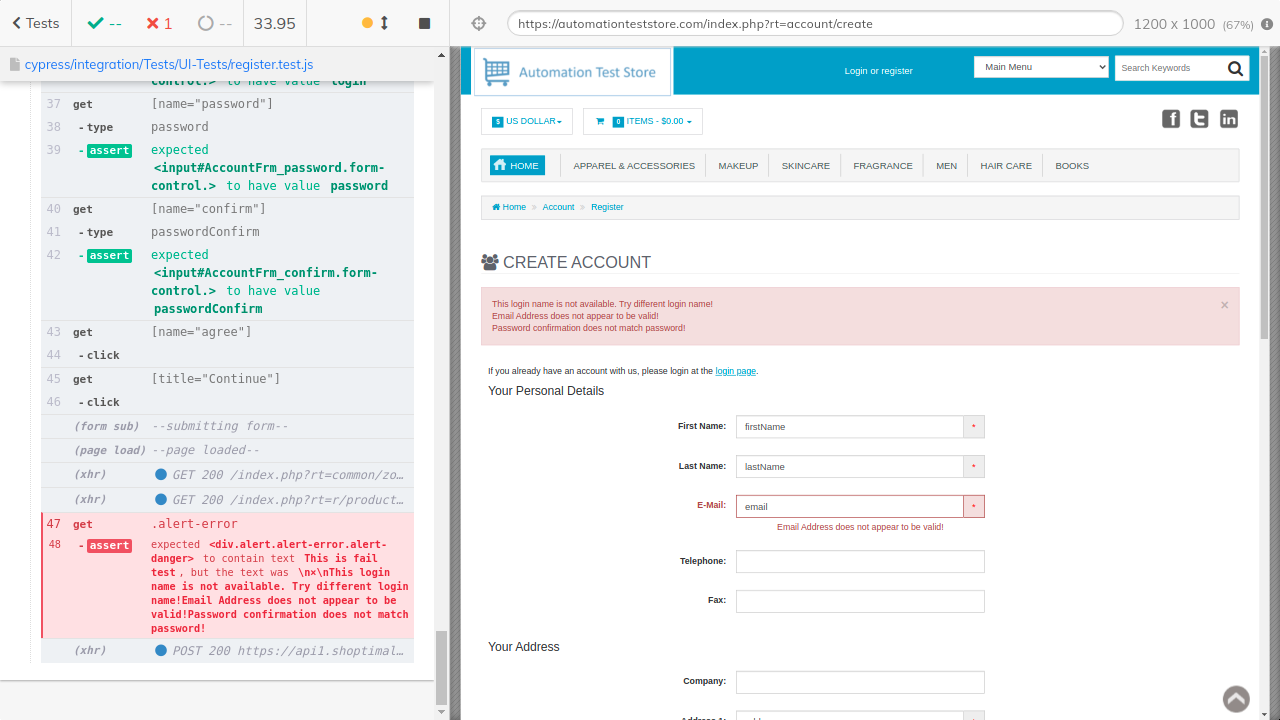 Tests
--
1
--
33.95
cypress/integration/Tests/UI-Tests/register.test.js
control.> to have value login
37 get [name="password"]
38 -type password
39 -assert expected
<input#AccountFrm_password.form-
control.> to have value password
40 get [name="confirm"]
41 -type passwordConfirm
42 -assert expected
<input#AccountFrm_confirm.form-
control.> to have value
passwordConfirm
43 get [name="agree"]
44 -click
45 get [title="Continue"]
46 -click
(form sub) --submitting form--
(page load) --page loaded--
(xhr) GET 200 /index.php?rt=common/zo…
(xhr) GET 200 /index.php?rt=r/product…
47 get .alert-error
48 -assert expected <div.alert.alert-error.alert-
danger> to contain text This is fail
test, but the text was \n×\nThis login
name is not available. Try different login
name!Email Address does not appear to be
valid!Password confirmation does not match
password!
(xhr) POST 200 https://api1.shoptimal…
https://automationteststore.com/index.php?rt=account/create
1200 x 1000 (67%)
Automation Test Store
Login or register
Main Menu
Search Keywords
$ US DOLLAR
0 ITEMS - $0.00
HOME
APPAREL & ACCESSORIES
MAKEUP
SKINCARE
FRAGRANCE
MEN
HAIR CARE
BOOKS
Home » Account » Register
CREATE ACCOUNT
This login name is not available. Try different login name!
×
Email Address does not appear to be valid!
Password confirmation does not match password!
If you already have an account with us, please login at the login page.
Your Personal Details
First Name: firstName *
Last Name: lastName *
E-Mail: email *
Email Address does not appear to be valid!
Telephone:
Fax:
Your Address
Company: